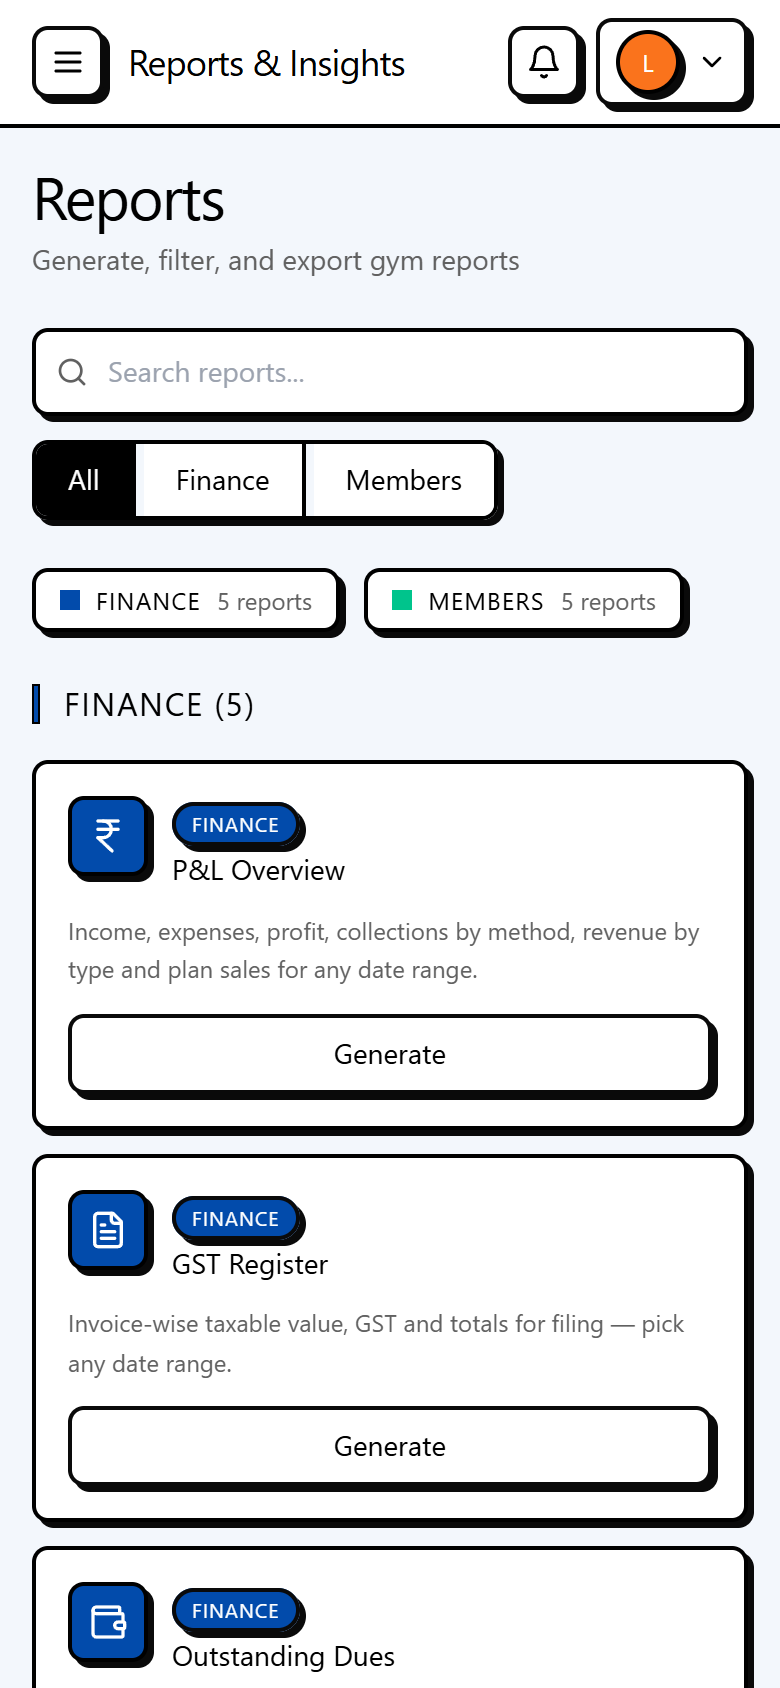 Reports & Insights
L
Reports
Generate, filter, and export gym reports
Search reports...
All
Finance
Members
FINANCE 5 reports
MEMBERS 5 reports
FINANCE (5)
FINANCE
P&L Overview
Income, expenses, profit, collections by method, revenue by
type and plan sales for any date range.
Generate
FINANCE
GST Register
Invoice-wise taxable value, GST and totals for filing — pick
any date range.
Generate
FINANCE
Outstanding Dues